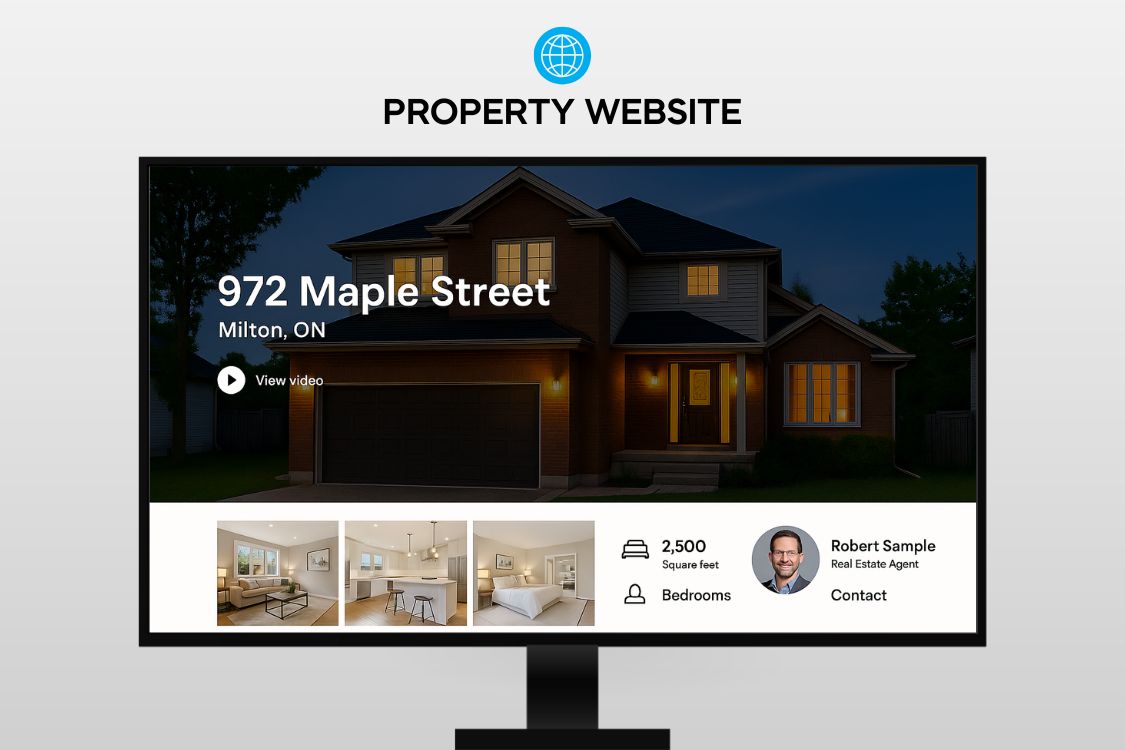 PROPERTY WEBSITE
972 Maple Street
Milton, ON
View video
2,500
Square feet
Bedrooms
Robert Sample
Real Estate Agent
Contact